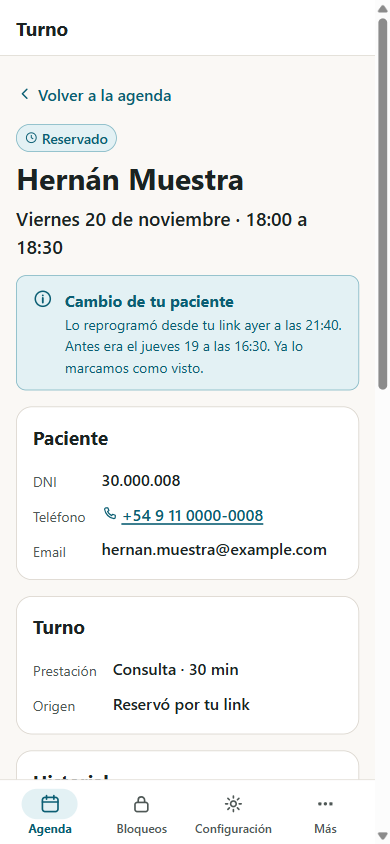 Turno
Volver a la agenda
Reservado
Hernán Muestra
Viernes 20 de noviembre · 18:00 a
18:30
Cambio de tu paciente
Lo reprogramó desde tu link ayer a las 21:40.
Antes era el jueves 19 a las 16:30. Ya lo
marcamos como visto.
Paciente
DNI 30.000.008
Teléfono +54 9 11 0000-0008
Email hernan.muestra@example.com
Turno
Prestación Consulta · 30 min
Origen Reservó por tu link
Agenda Bloqueos Configuración Más